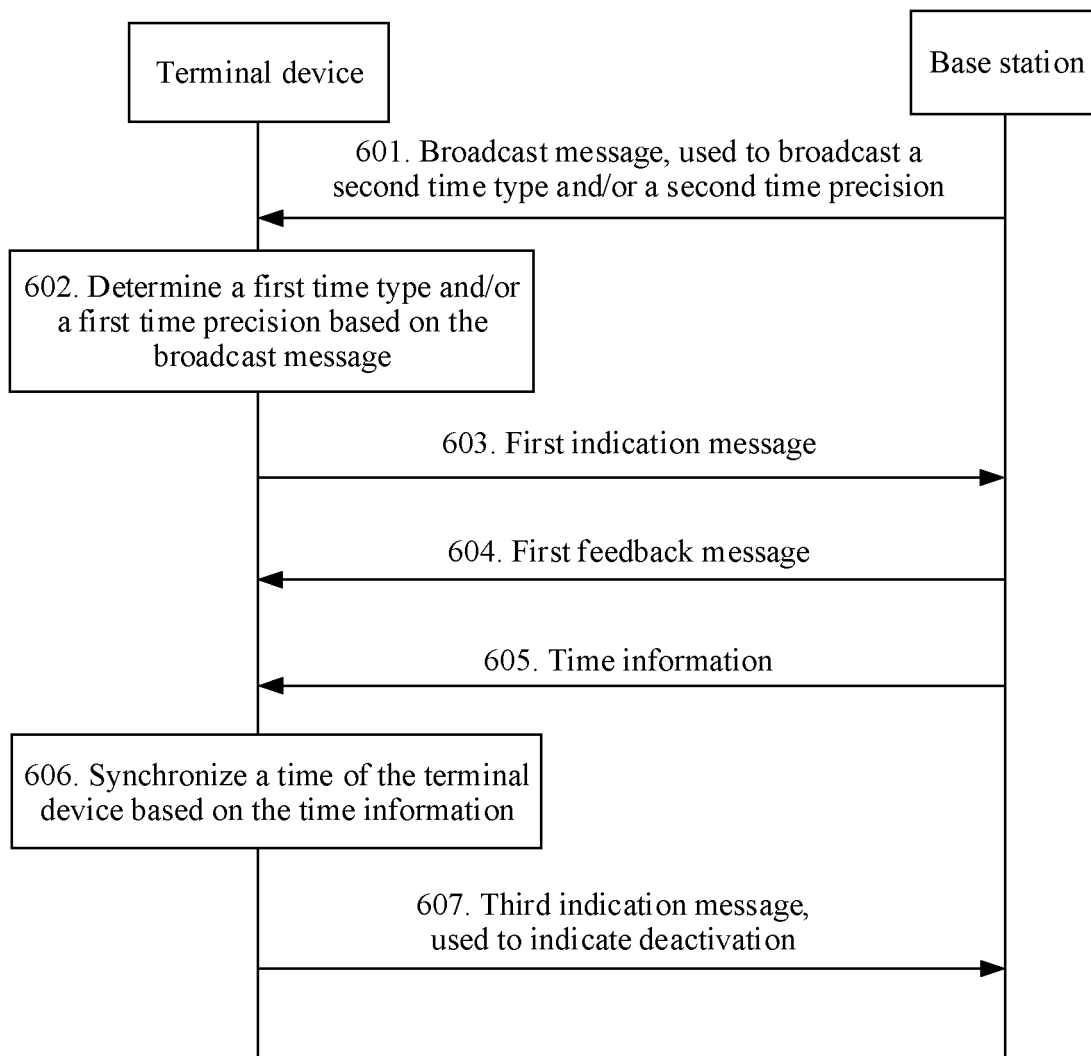 Terminal device
Base station
601. Broadcast message, used to broadcast a
second time type and/or a second time precision
602. Determine a first time type and/or
a first time precision based on the
broadcast message
603. First indication message
604. First feedback message
605. Time information
606. Synchronize a time of the terminal
device based on the time information
607. Third indication message,
used to indicate deactivation